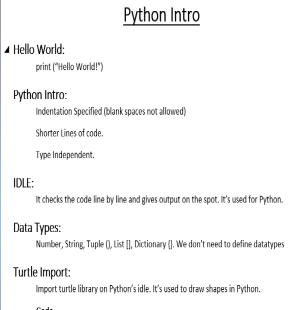 Python Intro
Hello World:
print ("Hello World!")
Python Intro:
Indentation Specified (blank spaces not allowed)
Shorter Lines of code.
Type Independent.
IDLE:
It checks the code line by line and gives output on the spot. It's used for Python.
Data Types:
Number, String, Tuple (), List [], Dictionary {}. We don't need to define datatypes
Turtle Import:
Import turtle library on Python's idle. It's used to draw shapes in Python.